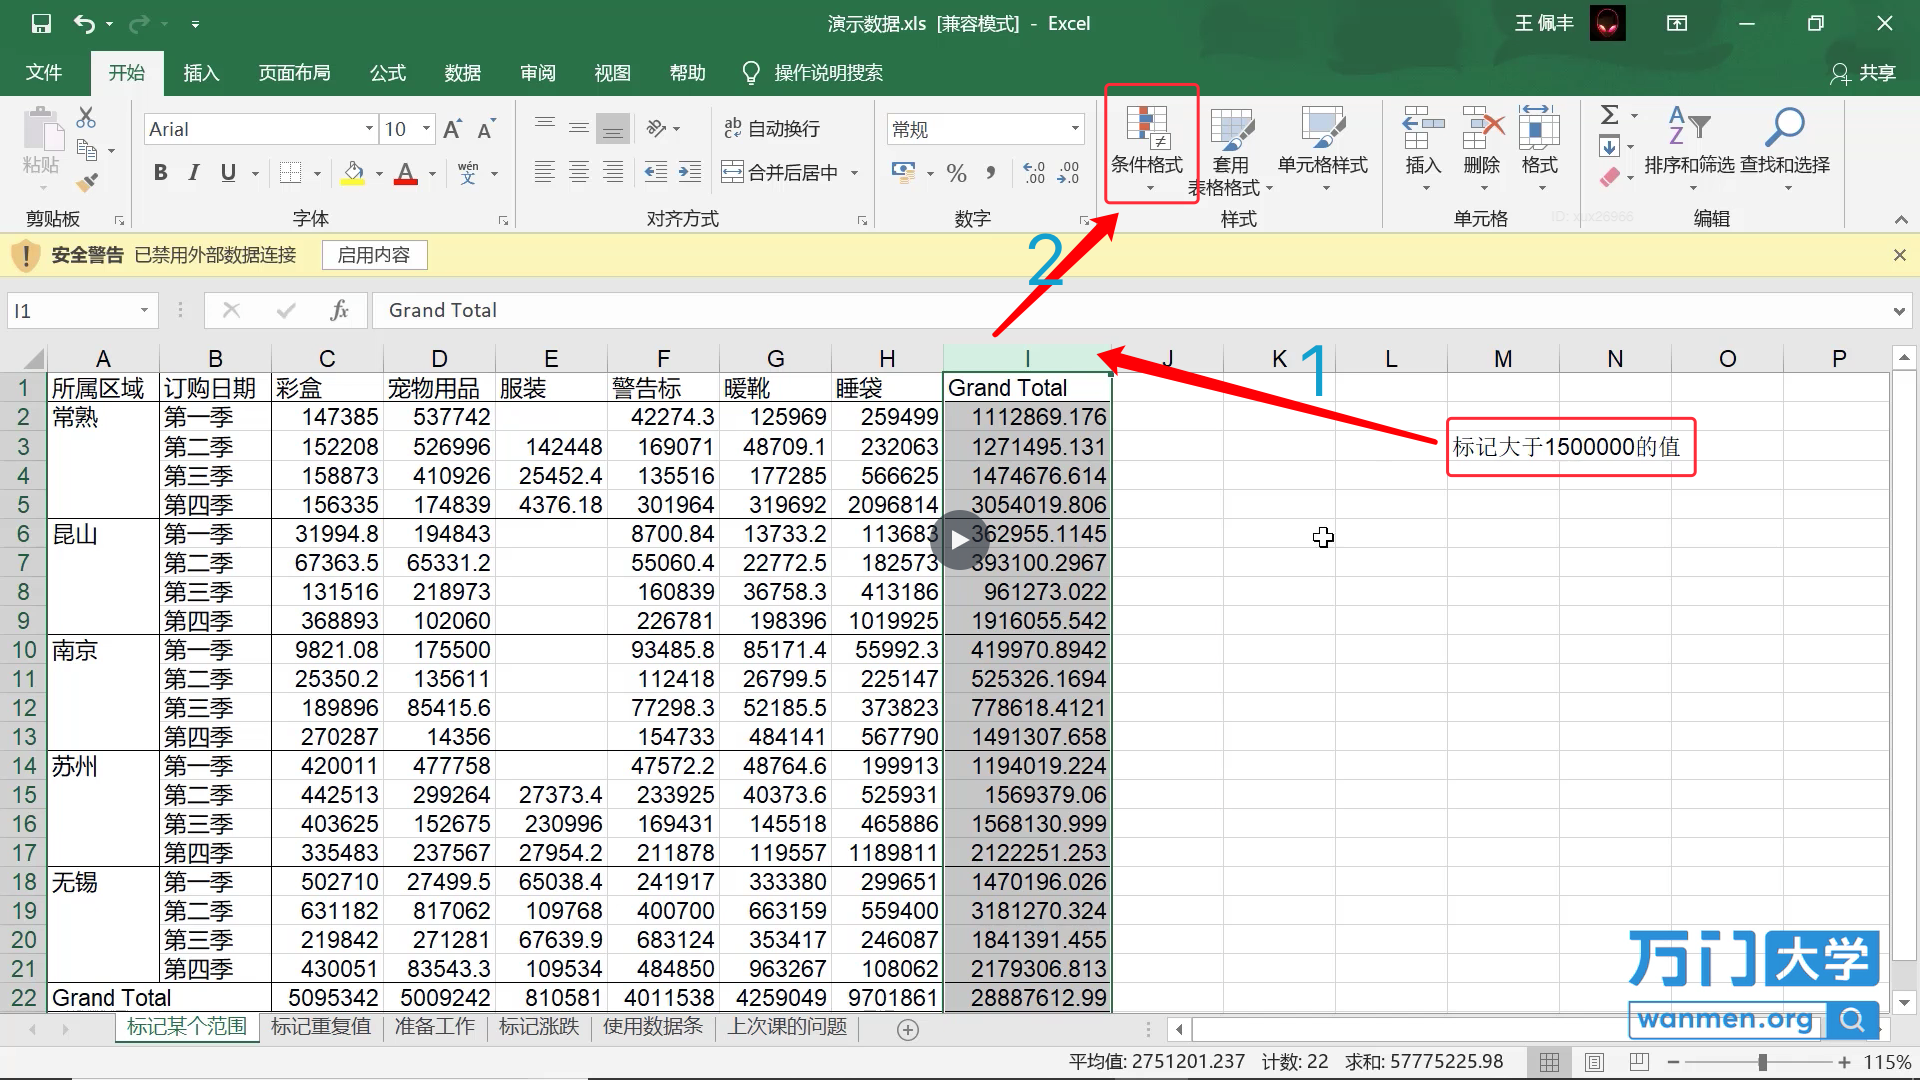 演示数据.xls [兼容模式] - Excel
王 佩丰
文件 开始 插入 页面布局 公式 数据 审阅 视图 帮助 操作说明搜索 共享
粘贴
剪贴板
Arial 10
B I U A wén 文
字体
ab 自动换行
合并后居中
对齐方式
常规
% , .0 .00 .00 .0
数字
条件格式 套用 表格格式 单元格样式
样式
插入 删除 格式
单元格
排序和筛选 查找和选择
编辑
ID: xux26966
安全警告 已禁用外部数据连接 启用内容
2
I1 fx Grand Total
A B C D E F G H I J K L M N O P
1
1 所属区域 订购日期 彩盒 宠物用品 服装 警告标 暖靴 睡袋 Grand Total
2 常熟 第一季 147385 537742 42274.3 125969 259499 1112869.176
3 第二季 152208 526996 142448 169071 48709.1 232063 1271495.131
标记大于1500000的值
4 第三季 158873 410926 25452.4 135516 177285 566625 1474676.614
5 第四季 156335 174839 4376.18 301964 319692 2096814 3054019.806
6 昆山 第一季 31994.8 194843 8700.84 13733.2 113683 362955.1145
7 第二季 67363.5 65331.2 55060.4 22772.5 182573 393100.2967
8 第三季 131516 218973 160839 36758.3 413186 961273.022
9 第四季 368893 102060 226781 198396 1019925 1916055.542
10 南京 第一季 9821.08 175500 93485.8 85171.4 55992.3 419970.8942
11 第二季 25350.2 135611 112418 26799.5 225147 525326.1694
12 第三季 189896 85415.6 77298.3 52185.5 373823 778618.4121
13 第四季 270287 14356 154733 484141 567790 1491307.658
14 苏州 第一季 420011 477758 47572.2 48764.6 199913 1194019.224
15 第二季 442513 299264 27373.4 233925 40373.6 525931 1569379.06
16 第三季 403625 152675 230996 169431 145518 465886 1568130.999
17 第四季 335483 237567 27954.2 211878 119557 1189811 2122251.253
18 无锡 第一季 502710 27499.5 65038.4 241917 333380 299651 1470196.026
19 第二季 631182 817062 109768 400700 663159 559400 3181270.324
20 第三季 219842 271281 67639.9 683124 353417 246087 1841391.455
21 第四季 430051 83543.3 109534 484850 963267 108062 2179306.813
22 Grand Total 5095342 5009242 810581 4011538 4259049 9701861 28887612.99
万门大学
wanmen.org
标记某个范围 标记重复值 准备工作 标记涨跌 使用数据条 上次课的问题
平均值: 2751201.237 计数: 22 求和: 57775225.98 115%